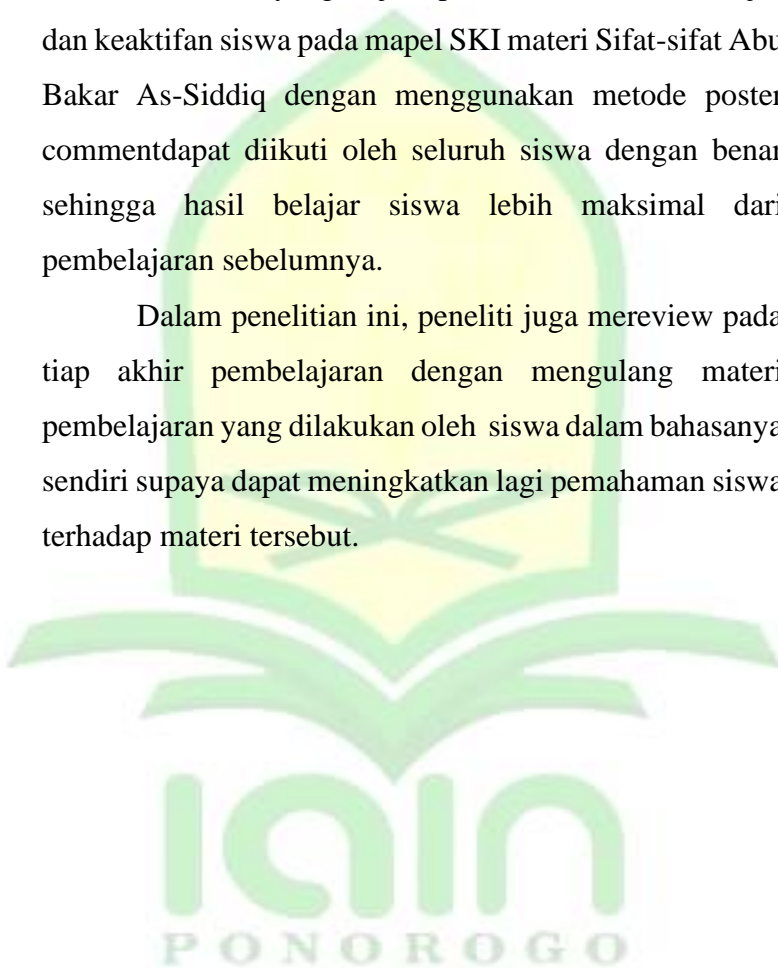 dan keaktifan siswa pada mapel SKI materi Sifat-sifat Abu
Bakar As-Siddiq dengan menggunakan metode poster
commentdapat diikuti oleh seluruh siswa dengan benar
sehingga hasil belajar siswa lebih maksimal dari
pembelajaran sebelumnya.
Dalam penelitian ini, peneliti juga mereview pada
tiap akhir pembelajaran dengan mengulang materi
pembelajaran yang dilakukan oleh siswa dalam bahasanya
sendiri supaya dapat meningkatkan lagi pemahaman siswa
terhadap materi tersebut.
IAIN
PONOROGO